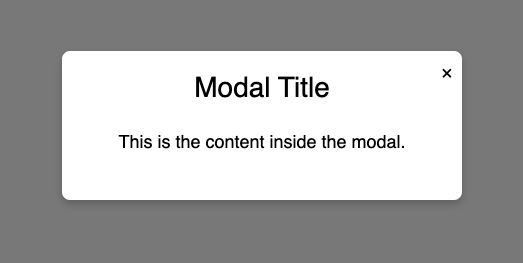 Modal Title
×
This is the content inside the modal.